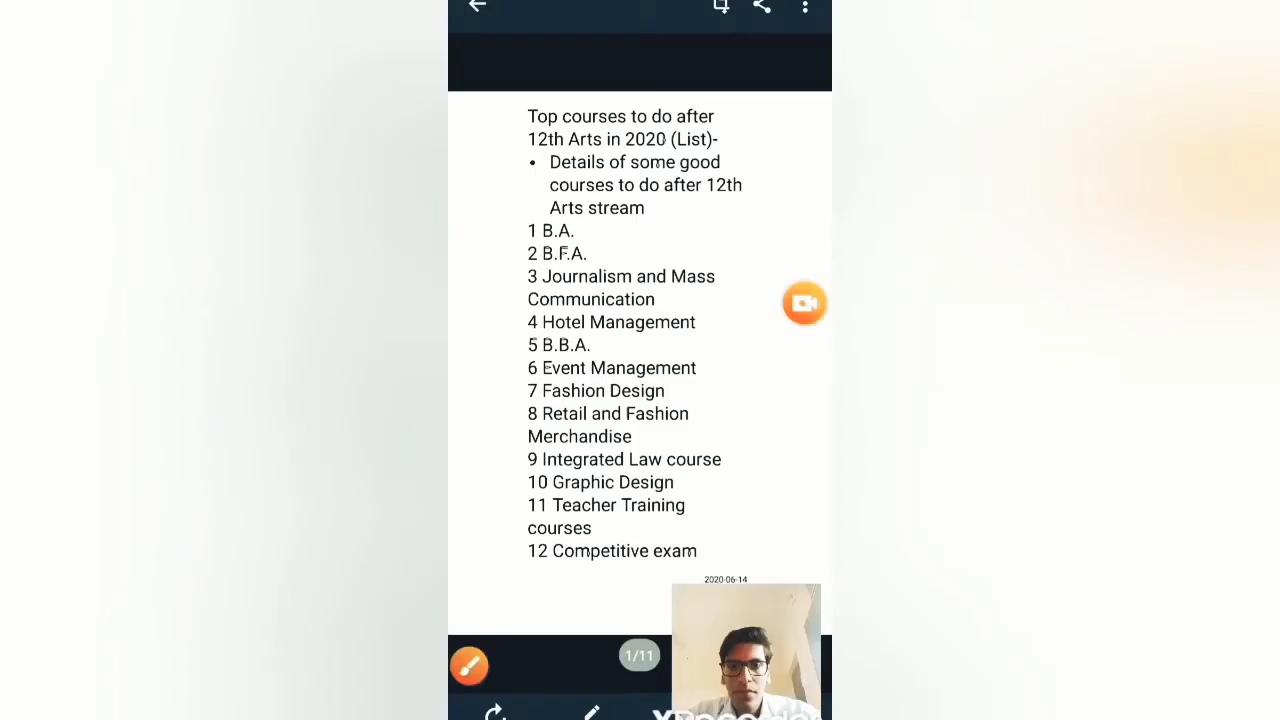 Top courses to do after
12th Arts in 2020 (List)-
• Details of some good
courses to do after 12th
Arts stream
1 B.A.
2 B.F.A.
3 Journalism and Mass
Communication
4 Hotel Management
5 B.B.A.
6 Event Management
7 Fashion Design
8 Retail and Fashion
Merchandise
9 Integrated Law course
10 Graphic Design
11 Teacher Training
courses
12 Competitive exam
2020-06-14
1/11
XRecorder